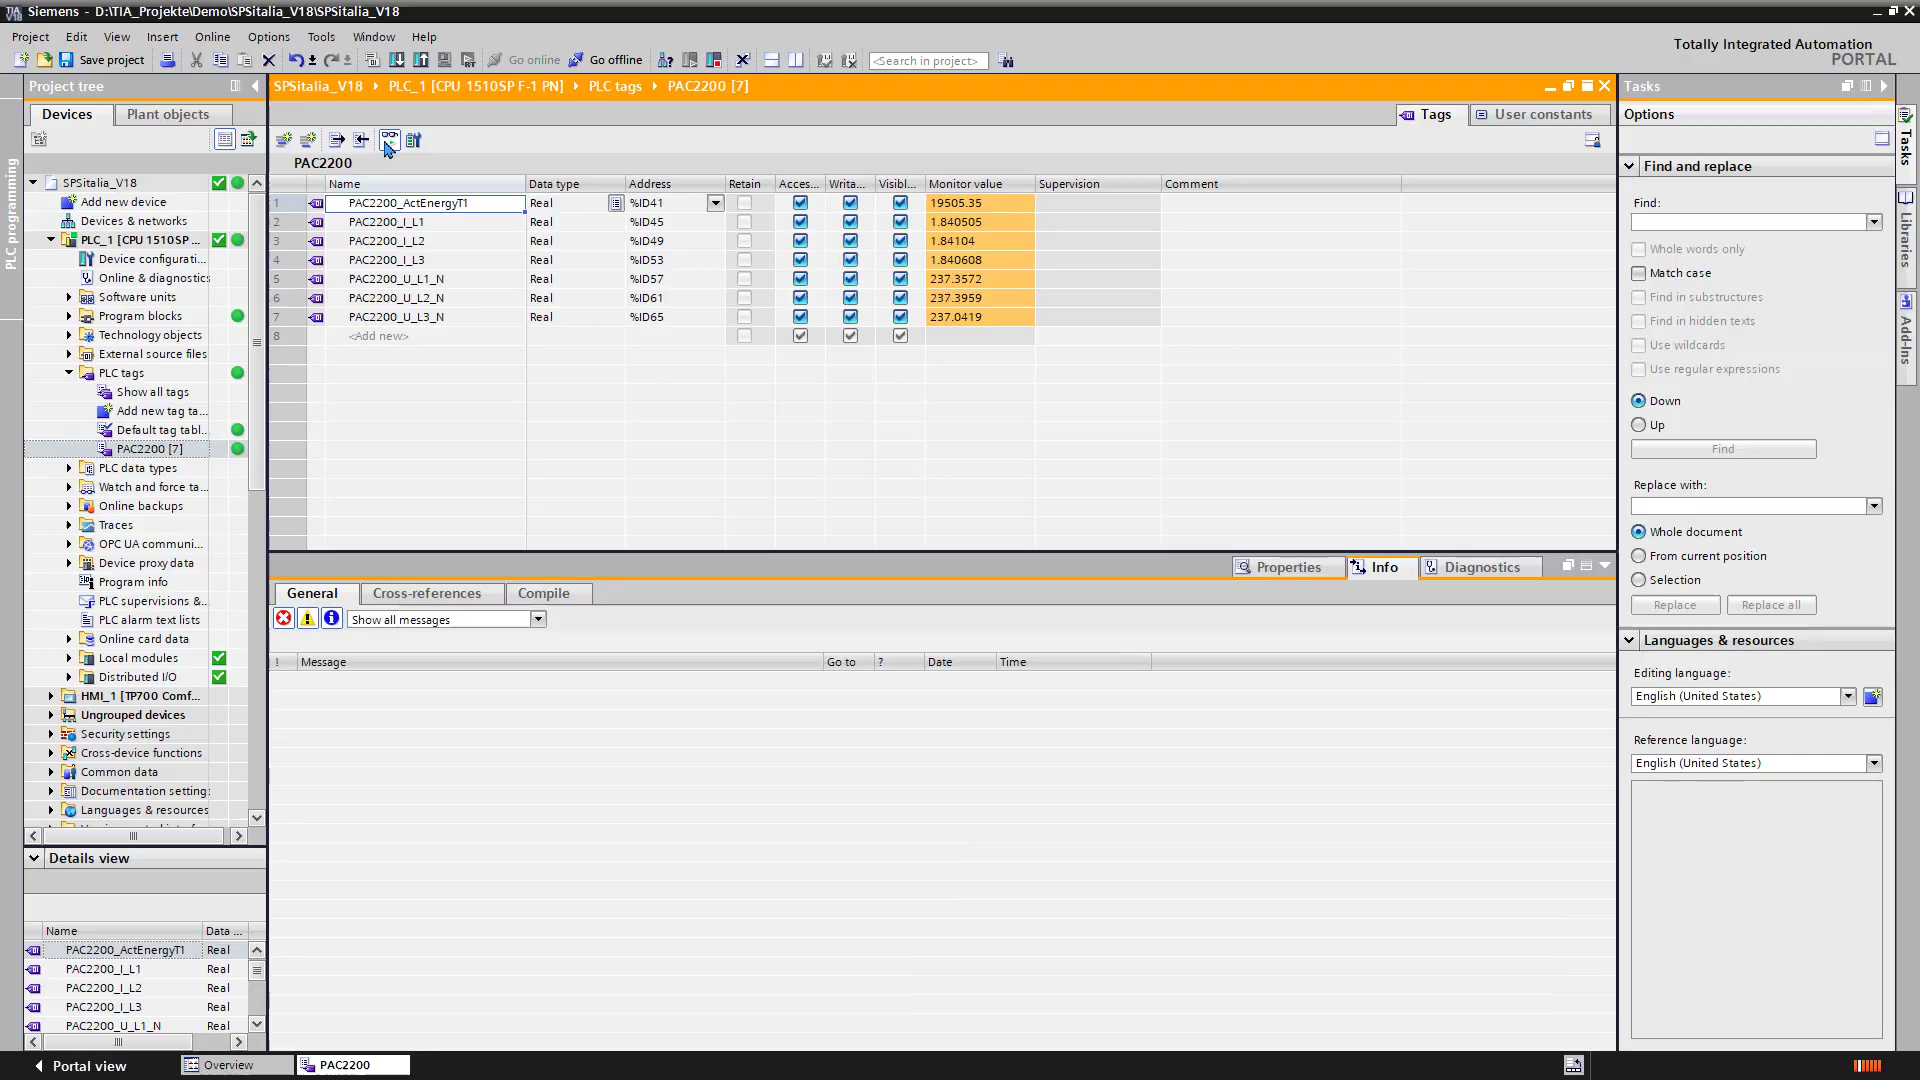 Siemens - D:\TIA_Projekte\Demo\SPSitalia_V18\SPSitalia_V18
Project Edit View Insert Online Options Tools Window Help
Totally Integrated Automation
PORTAL
Save project
Go online
Go offline
<Search in project>
Project tree
SPSitalia_V18 PLC_1 [CPU 1510SP F-1 PN] PLC tags PAC2200 [7]
Tasks
Devices
Plant objects
Tags
User constants
Options
PLC programming
SPSitalia_V18
Add new device
Devices & networks
PLC_1 [CPU 1510SP ...
Device configurati...
Online & diagnostics
Software units
Program blocks
Technology objects
External source files
PLC tags
Show all tags
Add new tag ta...
Default tag tabl...
PAC2200 [7]
PLC data types
Watch and force ta...
Online backups
Traces
OPC UA communi...
Device proxy data
Program info
PLC supervisions &...
PLC alarm text lists
Online card data
Local modules
Distributed I/O
HMI_1 [TP700 Comf...
Ungrouped devices
Security settings
Cross-device functions
Common data
Documentation setting
Languages & resources
Details view
Name Data ...
PAC2200_ActEnergyT1 Real
PAC2200_I_L1 Real
PAC2200_I_L2 Real
PAC2200_I_L3 Real
PAC2200_U_L1_N Real
PAC2200
Name Data type Address Retain Acces... Writa... Visibl... Monitor value Supervision Comment
1 PAC2200_ActEnergyT1 Real %ID41 19505.35
2 PAC2200_I_L1 Real %ID45 1.840505
3 PAC2200_I_L2 Real %ID49 1.84104
4 PAC2200_I_L3 Real %ID53 1.840608
5 PAC2200_U_L1_N Real %ID57 237.3572
6 PAC2200_U_L2_N Real %ID61 237.3959
7 PAC2200_U_L3_N Real %ID65 237.0419
8 <Add new>
Properties
Info
Diagnostics
General
Cross-references
Compile
Show all messages
! Message Go to ? Date Time
Find and replace
Find:
Whole words only
Match case
Find in substructures
Find in hidden texts
Use wildcards
Use regular expressions
Down
Up
Find
Replace with:
Whole document
From current position
Selection
Replace
Replace all
Languages & resources
Editing language:
English (United States)
Reference language:
English (United States)
Tasks
Libraries
Add-Ins
Portal view
Overview
PAC2200